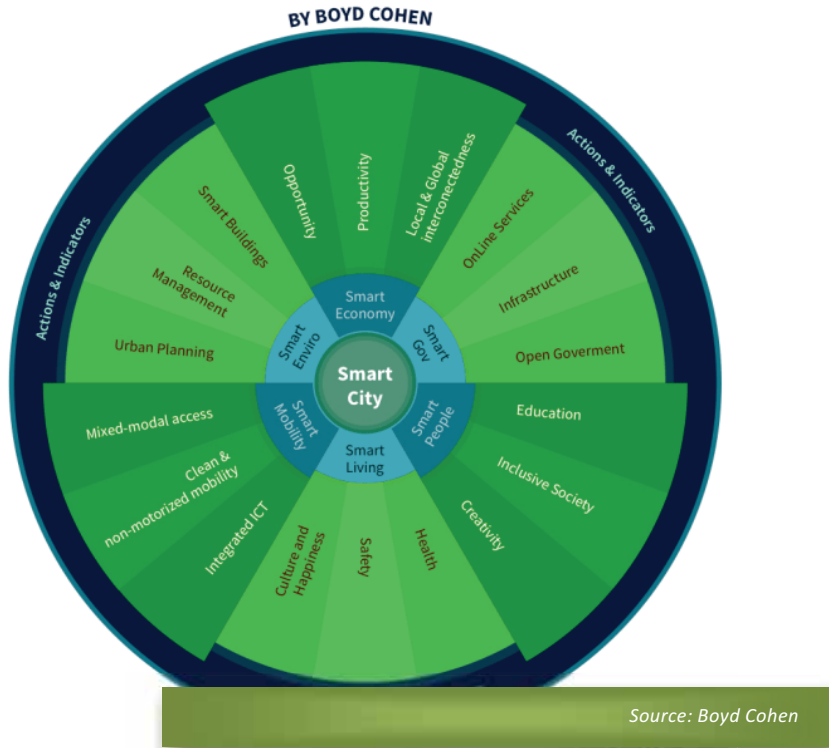 BY BOYD COHEN
Actions & Indicators
Actions & Indicators
Opportunity
Productivity
Local & Global
interconectedness
Smart Buildings
Resource
Management
Urban Planning
OnLine Services
Infrastructure
Open Goverment
Smart
Economy
Smart
Enviro
Smart
Gov
Smart
City
Smart
Mobility
Smart
People
Smart
Living
Mixed-modal access
Clean &
non-motorized mobility
Integrated ICT
Culture and
Happiness
Safety
Health
Education
Inclusive Society
Creativity
Source: Boyd Cohen